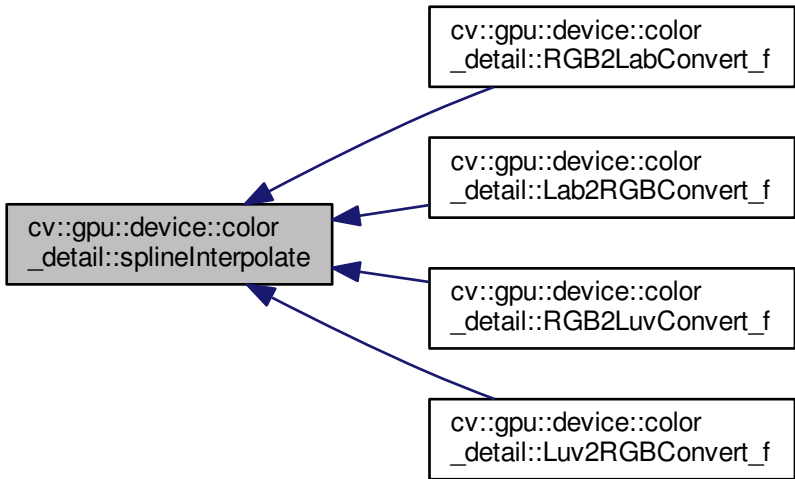 cv::gpu::device::color
_detail::RGB2LabConvert_f
cv::gpu::device::color
_detail::Lab2RGBConvert_f
cv::gpu::device::color
_detail::splineInterpolate
cv::gpu::device::color
_detail::RGB2LuvConvert_f
cv::gpu::device::color
_detail::Luv2RGBConvert_f